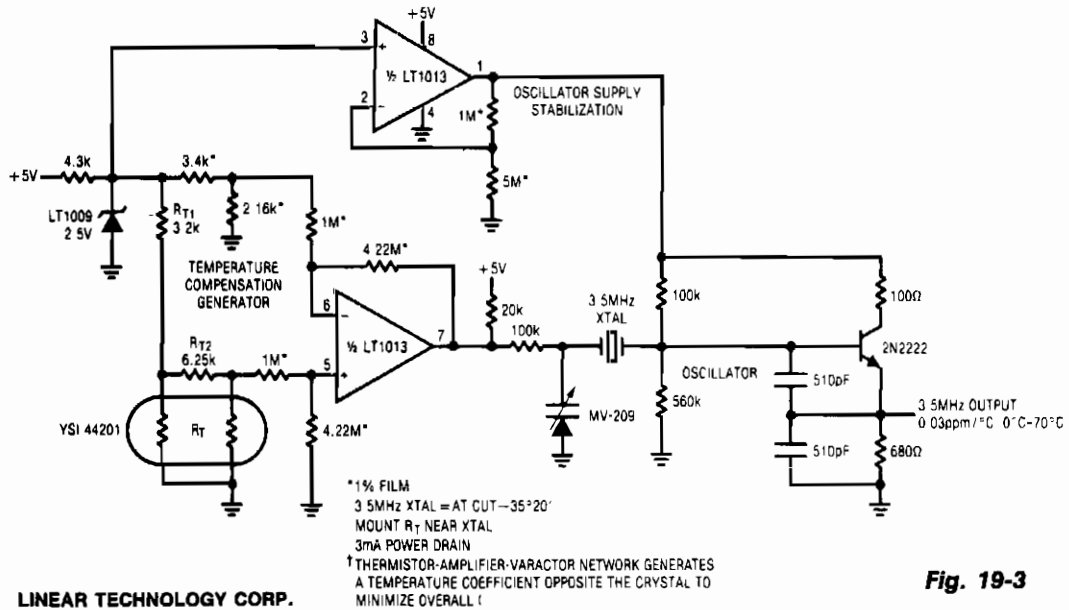 +5V
3
8
+
½ LT1013
1
2
−
4
1M*
OSCILLATOR SUPPLY
STABILIZATION
5M*
4.3k
+5V
3.4k*
LT1009
2 5V
RT1
3 2k
2 16k*
1M*
4 22M*
TEMPERATURE
COMPENSATION
GENERATOR
+5V
20k
6
−
½ LT1013
7
5
+
100k
3 5MHz
XTAL
100k
100Ω
RT2
6.25k
1M*
2N2222
OSCILLATOR
510pF
MV-209
560k
3 5MHz OUTPUT
0 03ppm/°C 0°C-70°C
YSI 44201
RT
4.22M*
510pF
680Ω
*1% FILM
3 5MHz XTAL = AT CUT−35°20'
MOUNT RT NEAR XTAL
3mA POWER DRAIN
†THERMISTOR-AMPLIFIER-VARACTOR NETWORK GENERATES
A TEMPERATURE COEFFICIENT OPPOSITE THE CRYSTAL TO
MINIMIZE OVERALL
LINEAR TECHNOLOGY CORP.
Fig. 19-3